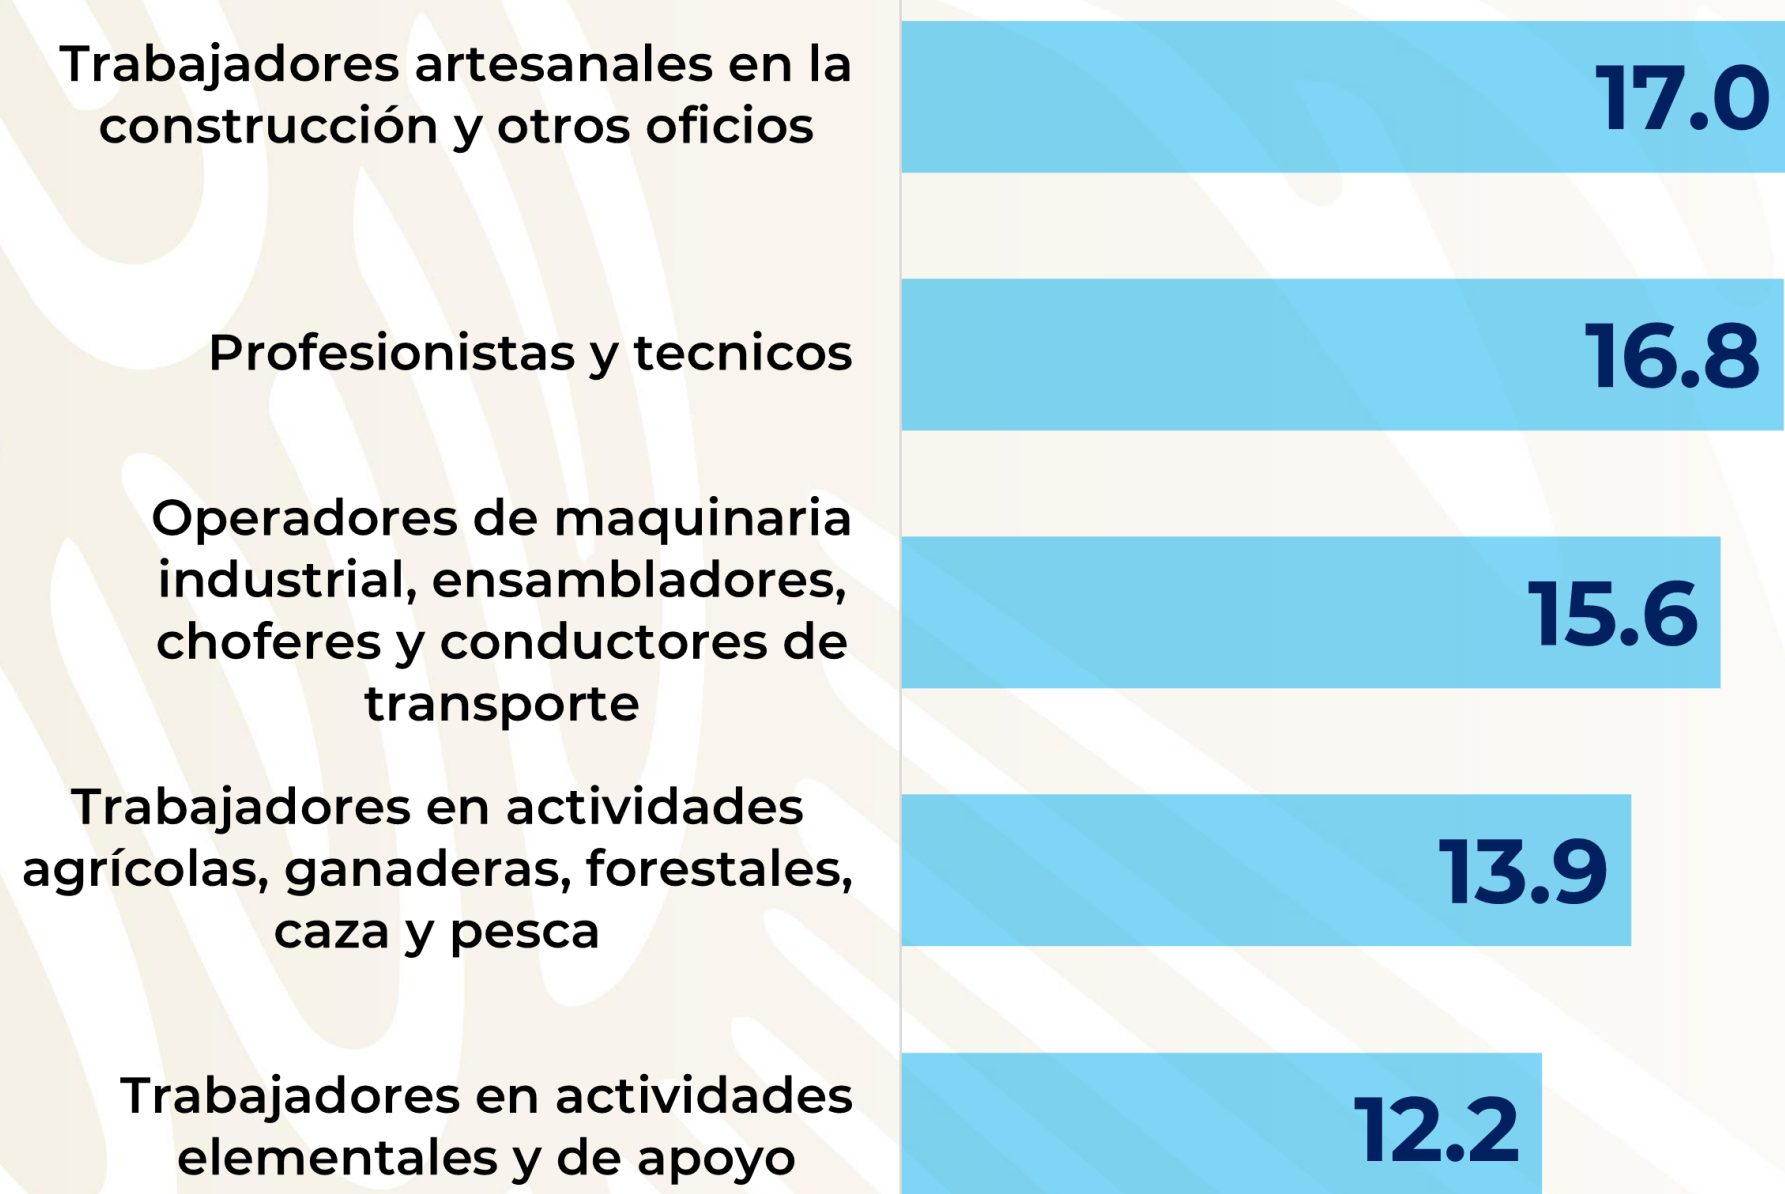 Trabajadores artesanales en la
construcción y otros oficios
17.0
Profesionistas y tecnicos
16.8
Operadores de maquinaria
industrial, ensambladores,
choferes y conductores de
transporte
15.6
Trabajadores en actividades
agrícolas, ganaderas, forestales,
caza y pesca
13.9
Trabajadores en actividades
elementales y de apoyo
12.2